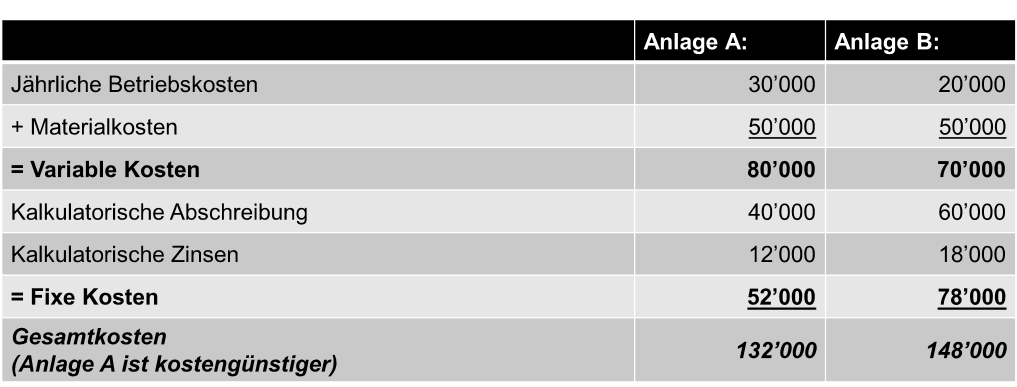 Anlage A: Anlage B:
Jährliche Betriebskosten 30’000 20’000
+ Materialkosten 50’000 50’000
= Variable Kosten 80’000 70’000
Kalkulatorische Abschreibung 40’000 60’000
Kalkulatorische Zinsen 12’000 18’000
= Fixe Kosten 52’000 78’000
Gesamtkosten
(Anlage A ist kostengünstiger) 132’000 148’000